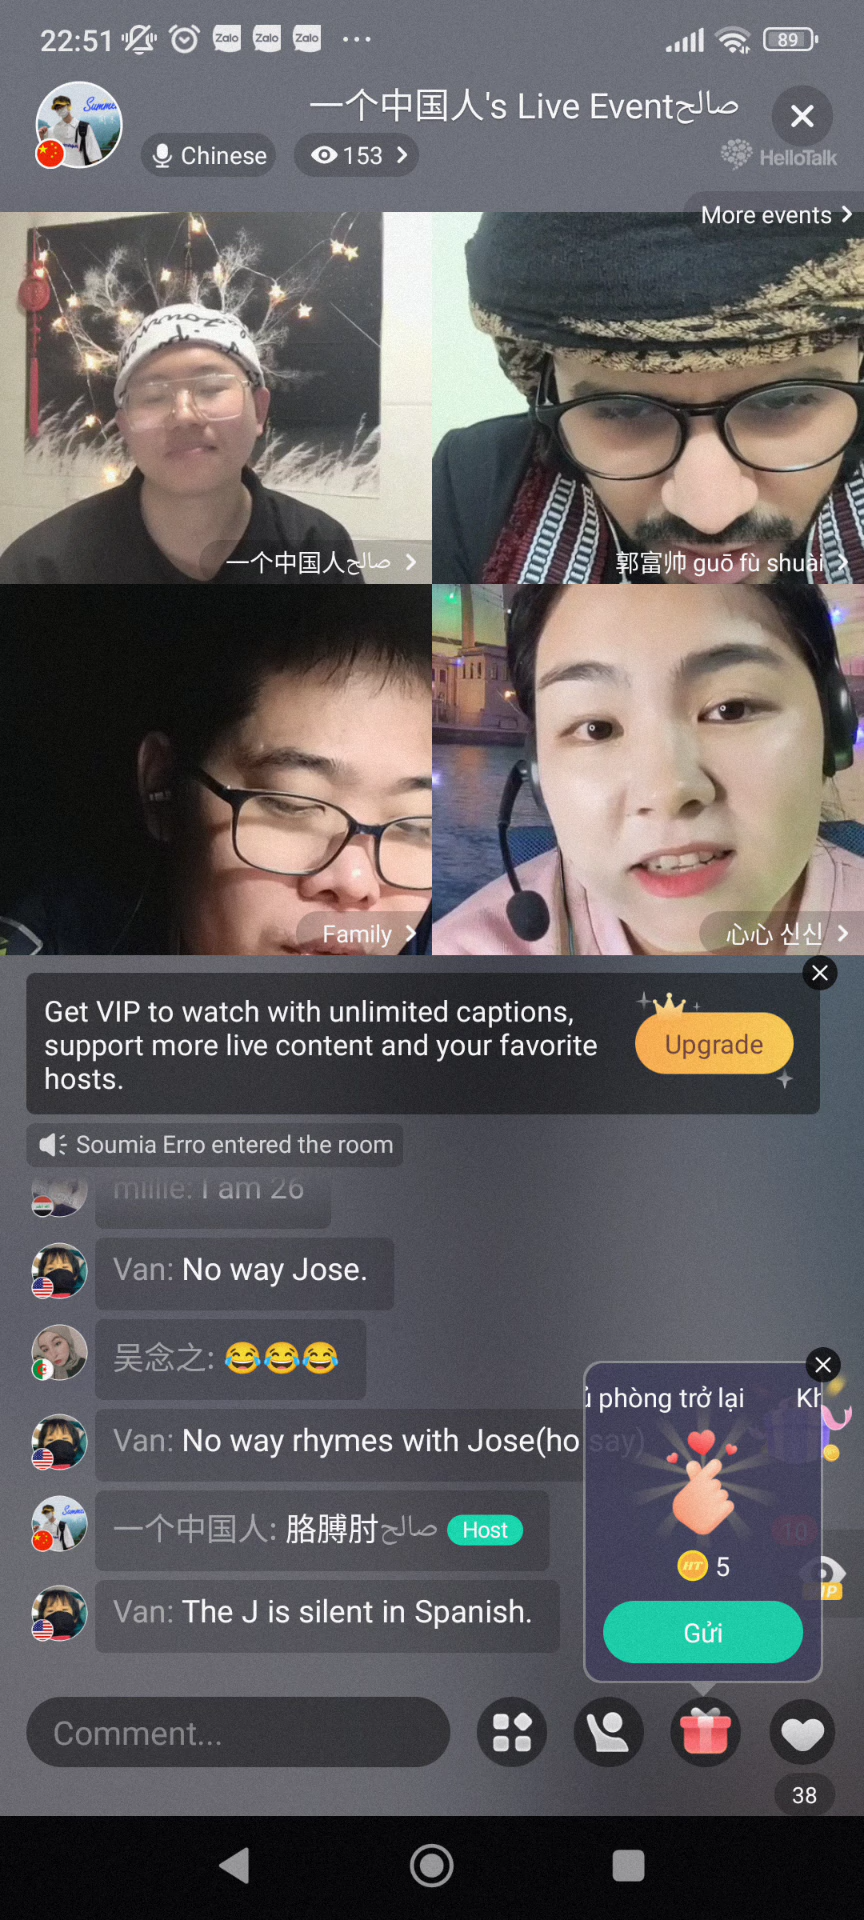 22:51
Zalo
Zalo
Zalo
89
一个中国人's Live Eventصالح
Chinese
153
HelloTalk
More events
一个中国人صالح
郭富帅 guō fù shuài
Family
心心 신신
Get VIP to watch with unlimited captions,
support more live content and your favorite
hosts.
Upgrade
Soumia Erro entered the room
millie: I am 26
Van: No way Jose.
吴念之: 😂😂😂
Van: No way rhymes with Jose(ho say)
一个中国人: 胳膊肘صالح Host
Van: The J is silent in Spanish.
phòng trở lại
HT 5
Gửi
10
Comment...
38